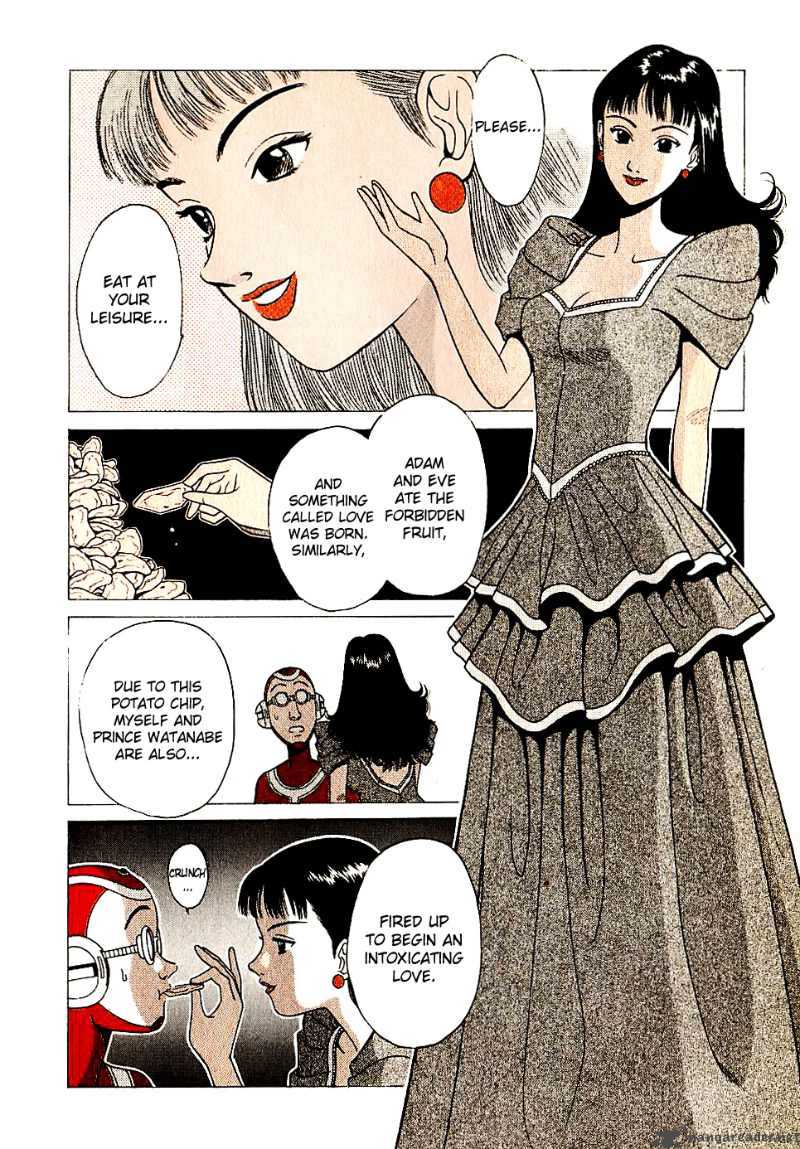 PLEASE...
EAT AT
YOUR
LEISURE...
ADAM
AND EVE
ATE THE
FORBIDDEN
FRUIT,
AND
SOMETHING
CALLED LOVE
WAS BORN.
SIMILARLY,
DUE TO THIS
POTATO CHIP,
MYSELF AND
PRINCE WATANABE
ARE ALSO...
CRUNCH
...
FIRED UP
TO BEGIN AN
INTOXICATING
LOVE.
mangareader.net